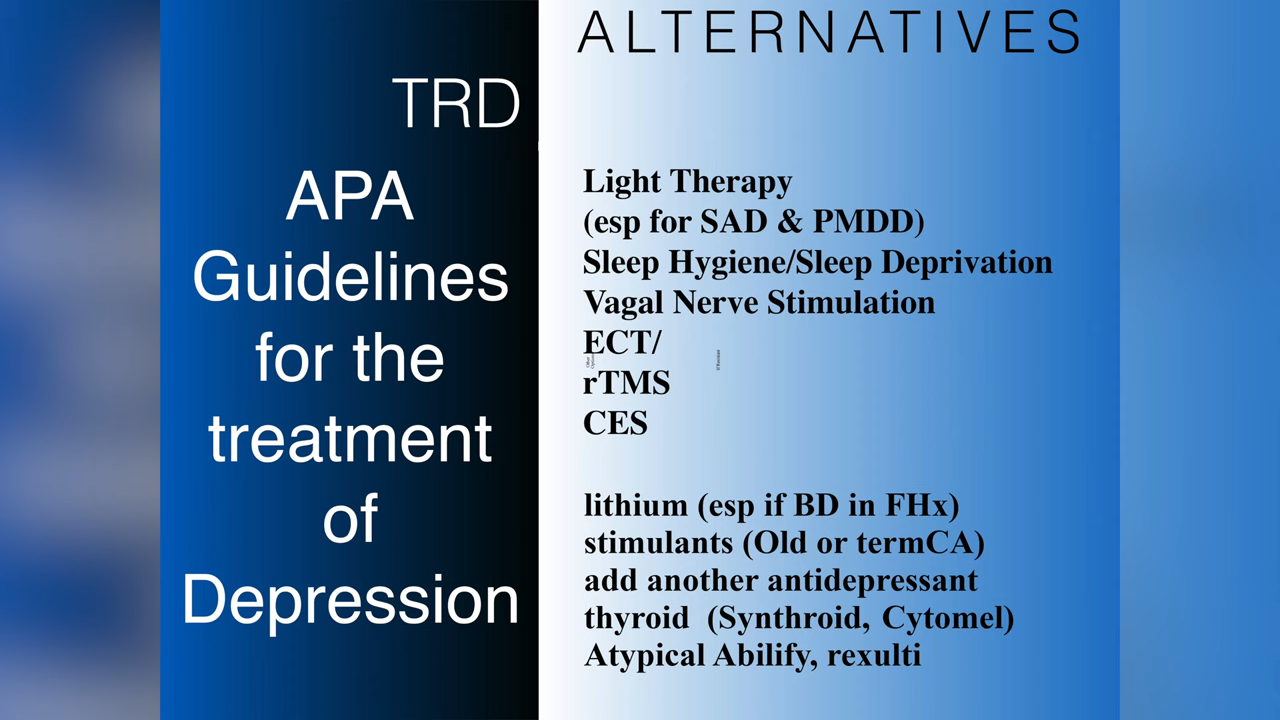 TRD
APA
Guidelines
for the
treatment
of
Depression
ALTERNATIVES
Light Therapy
(esp for SAD & PMDD)
Sleep Hygiene/Sleep Deprivation
Vagal Nerve Stimulation
ECT/
rTMS
CES
lithium (esp if BD in FHx)
stimulants (Old or termCA)
add another antidepressant
thyroid (Synthroid, Cytomel)
Atypical Abilify, rexulti